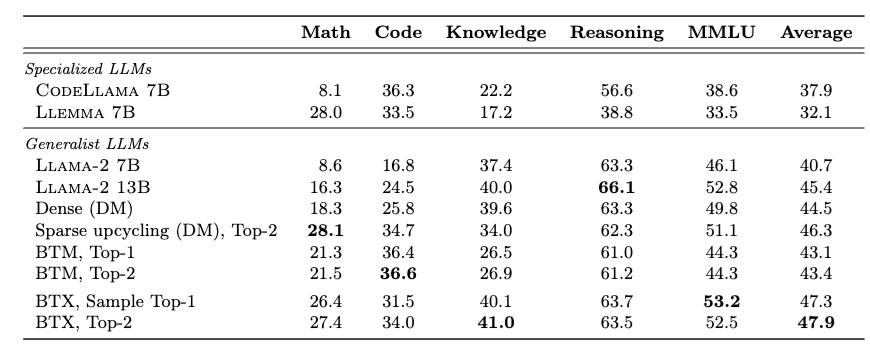 Math Code Knowledge Reasoning MMLU Average
Specialized LLMs
CodeLlama 7B 8.1 36.3 22.2 56.6 38.6 37.9
Llemma 7B 28.0 33.5 17.2 38.8 33.5 32.1
Generalist LLMs
Llama-2 7B 8.6 16.8 37.4 63.3 46.1 40.7
Llama-2 13B 16.3 24.5 40.0 66.1 52.8 45.4
Dense (DM) 18.3 25.8 39.6 63.3 49.8 44.5
Sparse upcycling (DM), Top-2 28.1 34.7 34.0 62.3 51.1 46.3
BTM, Top-1 21.3 36.4 26.5 61.0 44.3 43.1
BTM, Top-2 21.5 36.6 26.9 61.2 44.3 43.4
BTX, Sample Top-1 26.4 31.5 40.1 63.7 53.2 47.3
BTX, Top-2 27.4 34.0 41.0 63.5 52.5 47.9